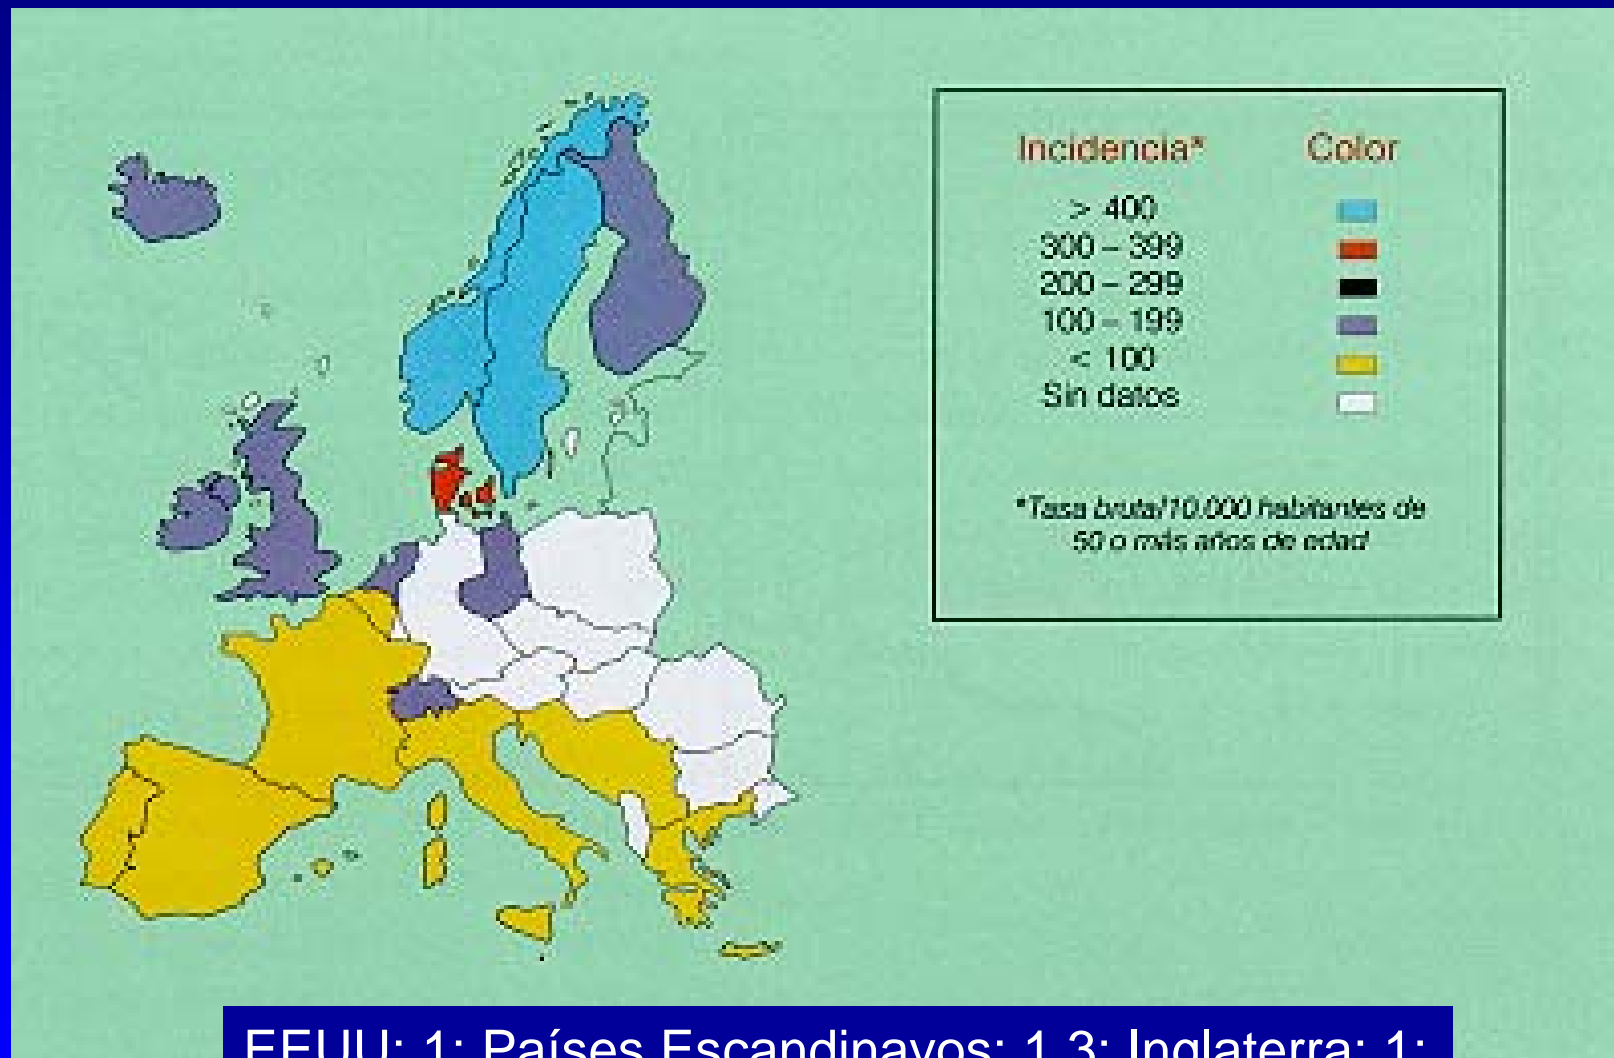 Incidencia* Color
> 400
300 – 399
200 – 299
100 – 199
< 100
Sin datos
*Tasa bruta/10.000 habitantes de
50 o más años de edad
EEUU: 1; Países Escandinavos: 1,3; Inglaterra: 1;